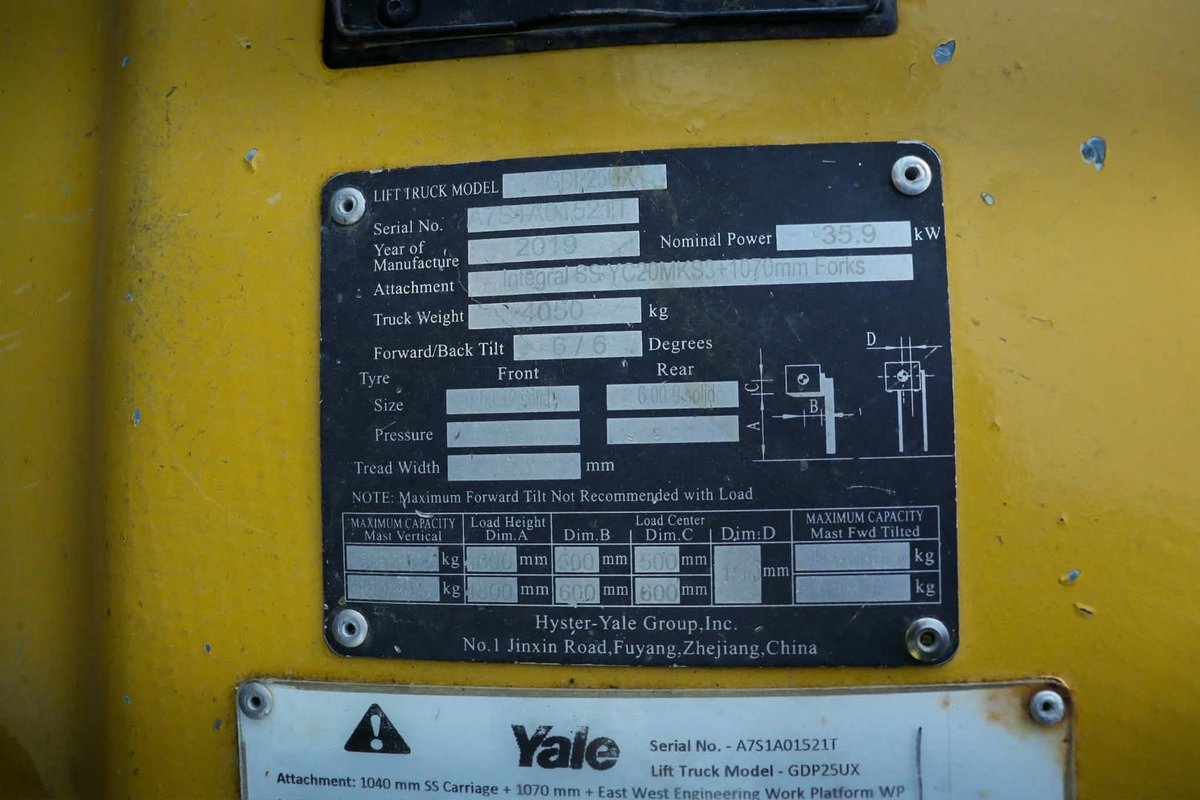 LIFT TRUCK MODEL GDP25UX
Serial No. A7S1A01521T
Year of Manufacture 2019 Nominal Power 35.9 kW
Attachment Integral SS YC20MKS3+1070mm Forks
Truck Weight 4050 kg
Forward/Back Tilt 6 / 6 Degrees
Tyre Front Rear
Size solid 6.00 9 solid
Pressure
Tread Width mm
NOTE: Maximum Forward Tilt Not Recommended with Load
MAXIMUM CAPACITY Load Height Load Center MAXIMUM CAPACITY
Mast Vertical Dim.A Dim.B Dim.C Dim:D Mast Fwd Tilted
kg mm 500 mm 500 mm mm kg
kg mm 600 mm 600 mm kg
D
C
B
A
Hyster-Yale Group,Inc.
No.1 Jinxin Road,Fuyang,Zhejiang,China
Yale
Serial No. - A7S1A01521T
Lift Truck Model - GDP25UX
Attachment: 1040 mm SS Carriage + 1070 mm + East West Engineering Work Platform WP